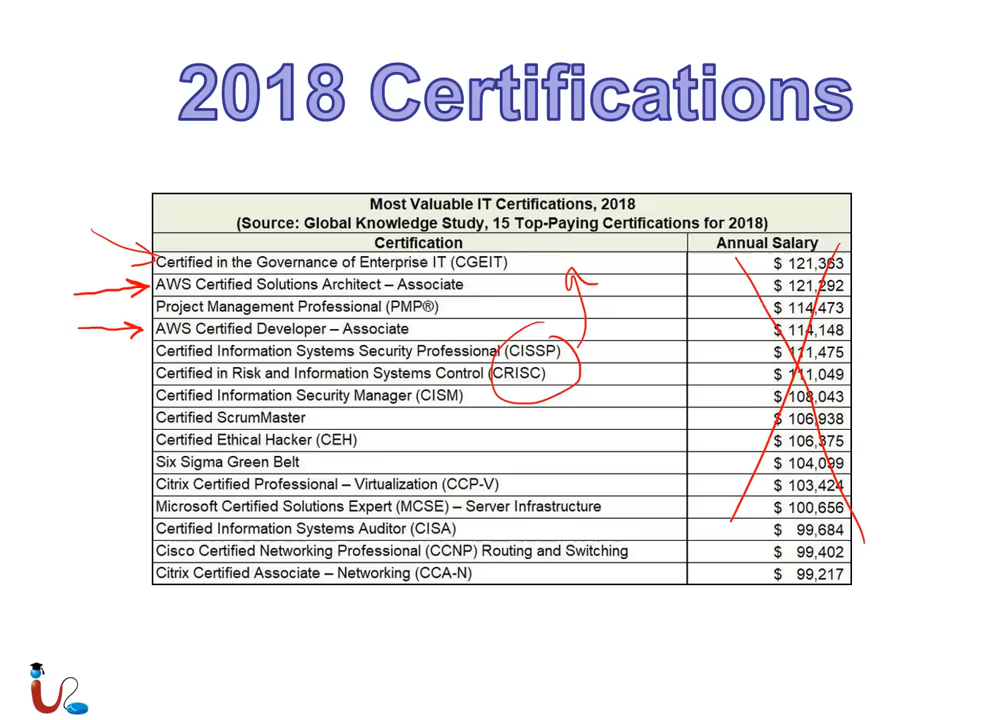 2018 Certifications
Most Valuable IT Certifications, 2018
(Source: Global Knowledge Study, 15 Top-Paying Certifications for 2018)
Certification Annual Salary
Certified in the Governance of Enterprise IT (CGEIT) $ 121,363
AWS Certified Solutions Architect – Associate $ 121,292
Project Management Professional (PMP®) $ 114,473
AWS Certified Developer – Associate $ 114,148
Certified Information Systems Security Professional (CISSP) $ 111,475
Certified in Risk and Information Systems Control (CRISC) $ 111,049
Certified Information Security Manager (CISM) $ 108,043
Certified ScrumMaster $ 106,938
Certified Ethical Hacker (CEH) $ 106,375
Six Sigma Green Belt $ 104,099
Citrix Certified Professional – Virtualization (CCP-V) $ 103,424
Microsoft Certified Solutions Expert (MCSE) – Server Infrastructure $ 100,656
Certified Information Systems Auditor (CISA) $ 99,684
Cisco Certified Networking Professional (CCNP) Routing and Switching $ 99,402
Citrix Certified Associate – Networking (CCA-N) $ 99,217